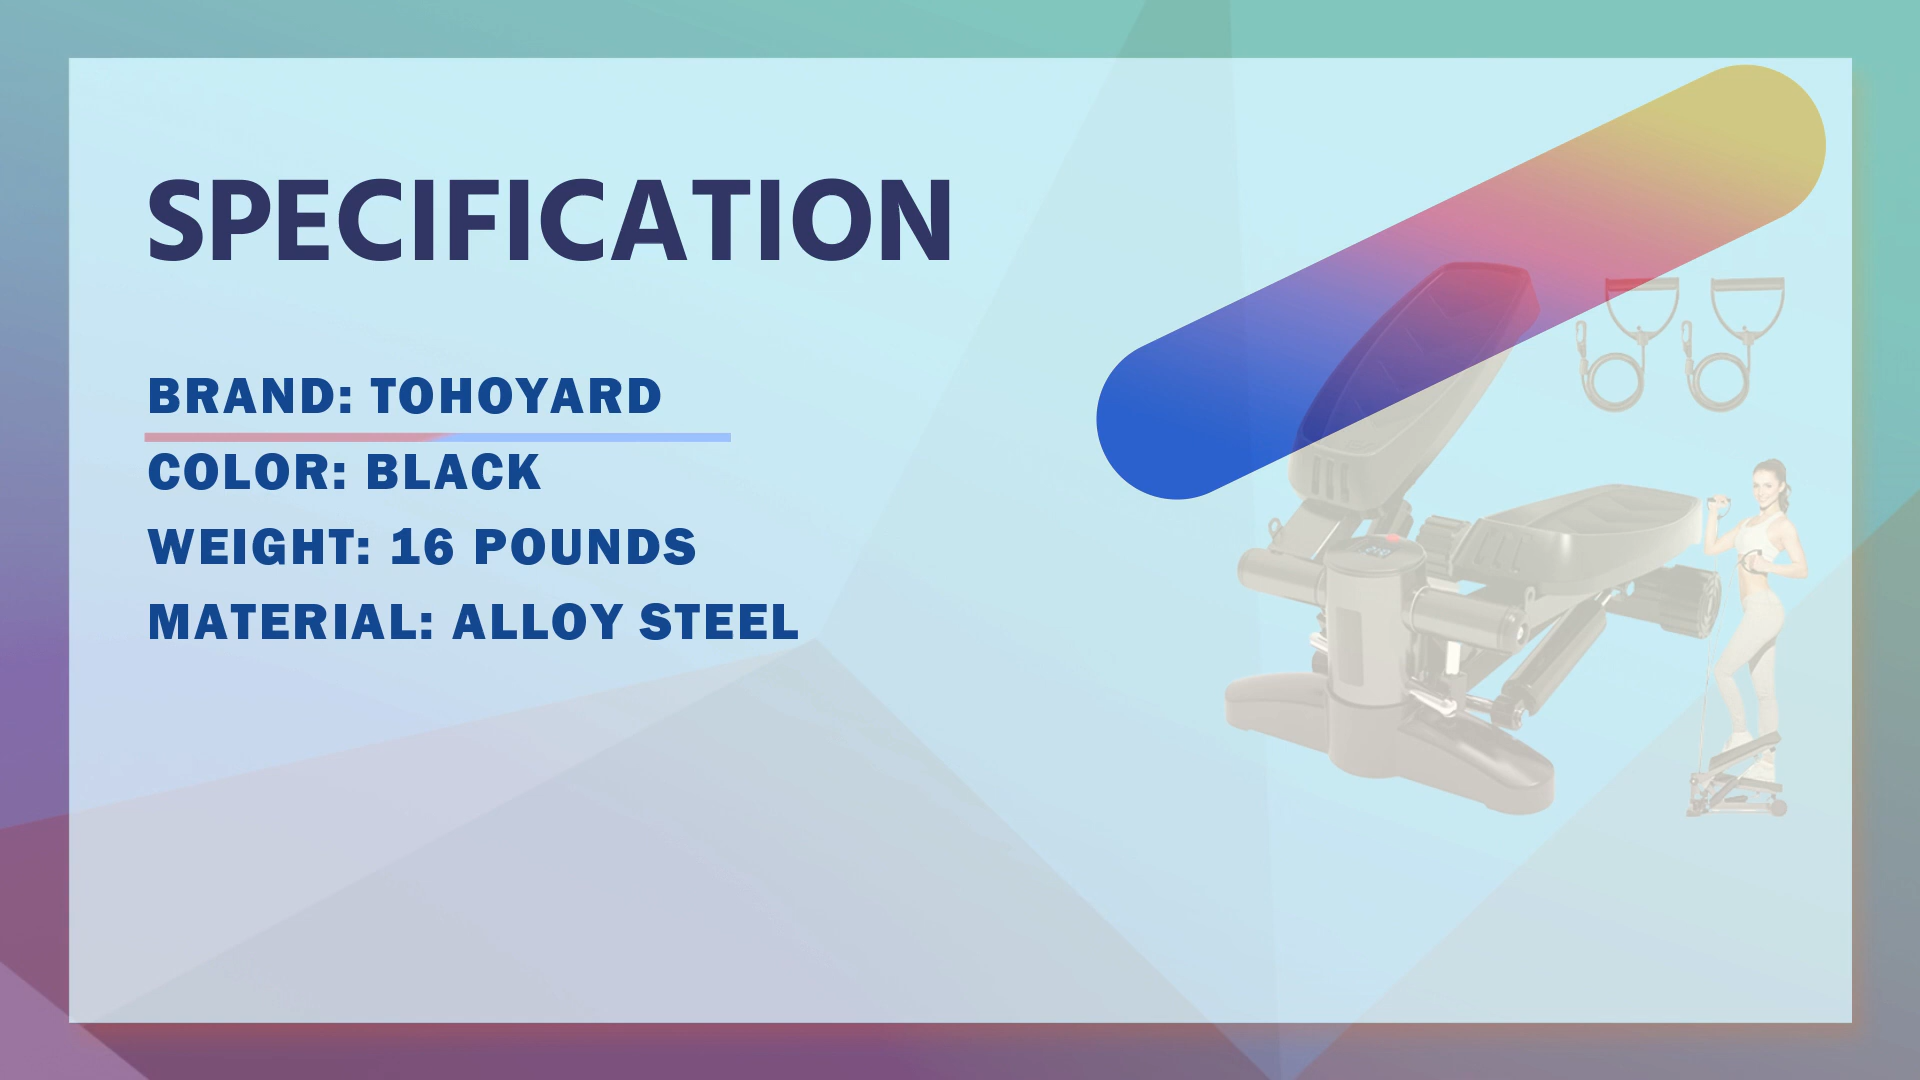 SPECIFICATION
BRAND: TOHOYARD
COLOR: BLACK
WEIGHT: 16 POUNDS
MATERIAL: ALLOY STEEL